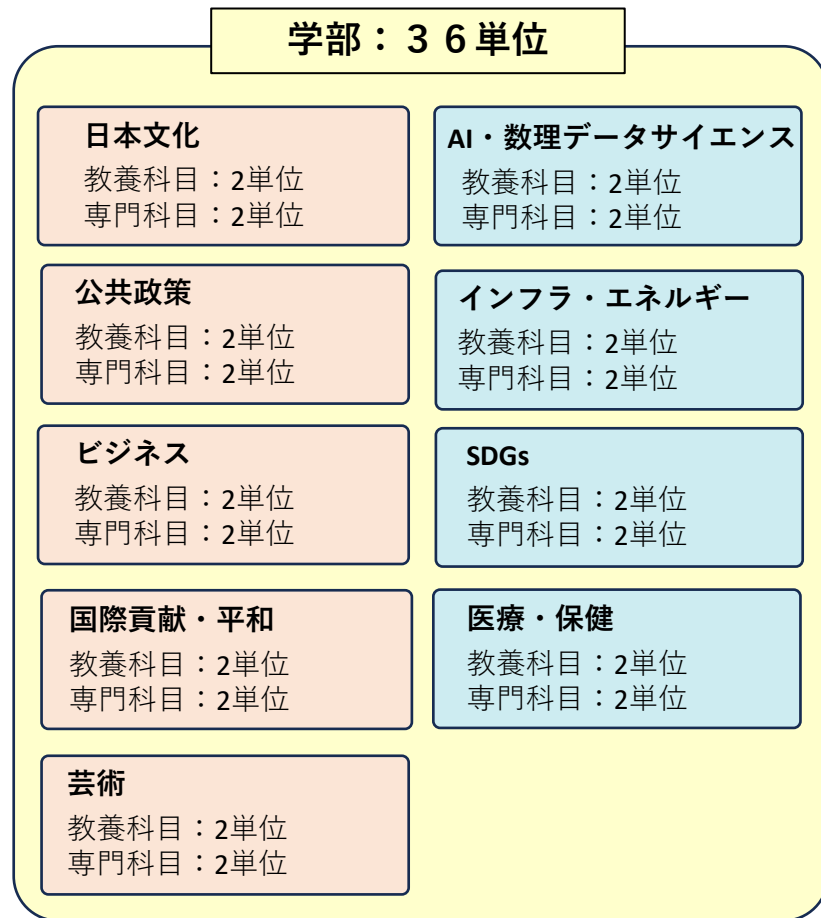 学部：３６単位
日本文化
教養科目：2単位
専門科目：2単位
公共政策
教養科目：2単位
専門科目：2単位
ビジネス
教養科目：2単位
専門科目：2単位
国際貢献・平和
教養科目：2単位
専門科目：2単位
芸術
教養科目：2単位
専門科目：2単位
AI・数理データサイエンス
教養科目：2単位
専門科目：2単位
インフラ・エネルギー
教養科目：2単位
専門科目：2単位
SDGs
教養科目：2単位
専門科目：2単位
医療・保健
教養科目：2単位
専門科目：2単位